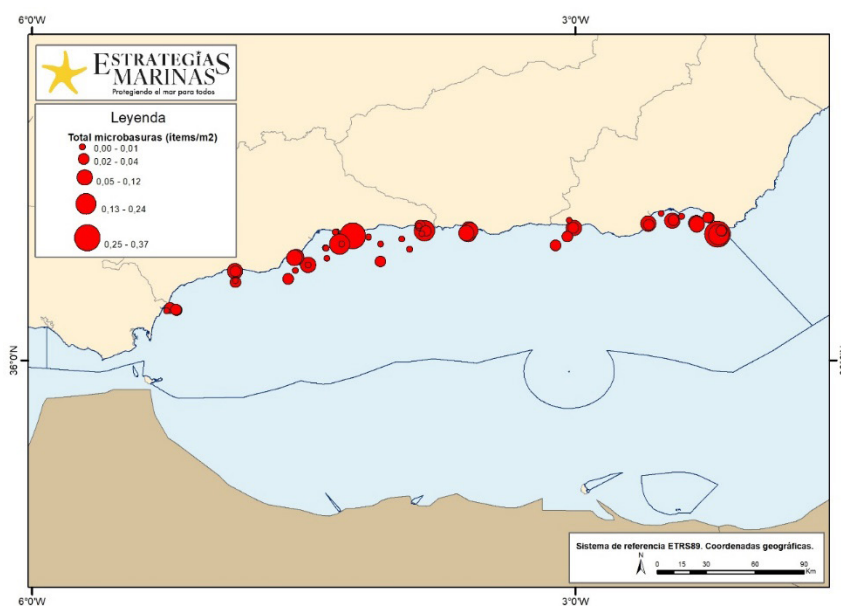 6°0'W
3°0'W
ESTRATEGIAS
MARINAS
Protegiendo el mar para todos
Leyenda
Total microbasuras (ítems/m2)
0,00 - 0,01
0,02 - 0,04
0,05 - 0,12
0,13 - 0,24
0,25 - 0,37
36°0'N
Sistema de referencia ETRS89. Coordenadas geográficas.
N
0 15 30 60 90
Km
6°0'W
3°0'W